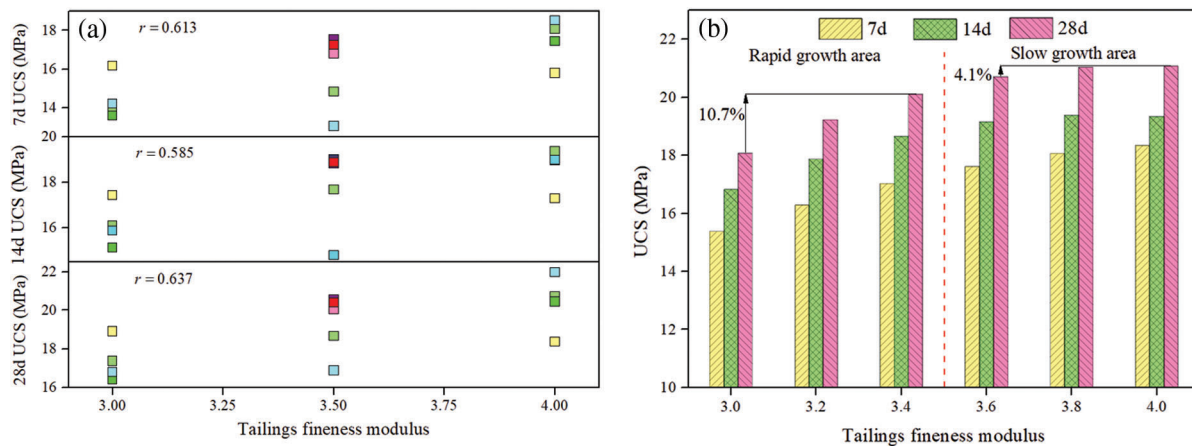 (a)
r = 0.613
7d UCS (MPa)
18
16
14
20
r = 0.585
14d UCS (MPa)
18
16
r = 0.637
28d UCS (MPa)
22
20
18
16
3.00
3.25
3.50
3.75
4.00
Tailings fineness modulus
(b)
7d
14d
28d
Rapid growth area
Slow growth area
10.7%
4.1%
UCS (MPa)
22
20
18
16
14
12
10
3.0
3.2
3.4
3.6
3.8
4.0
Tailings fineness modulus